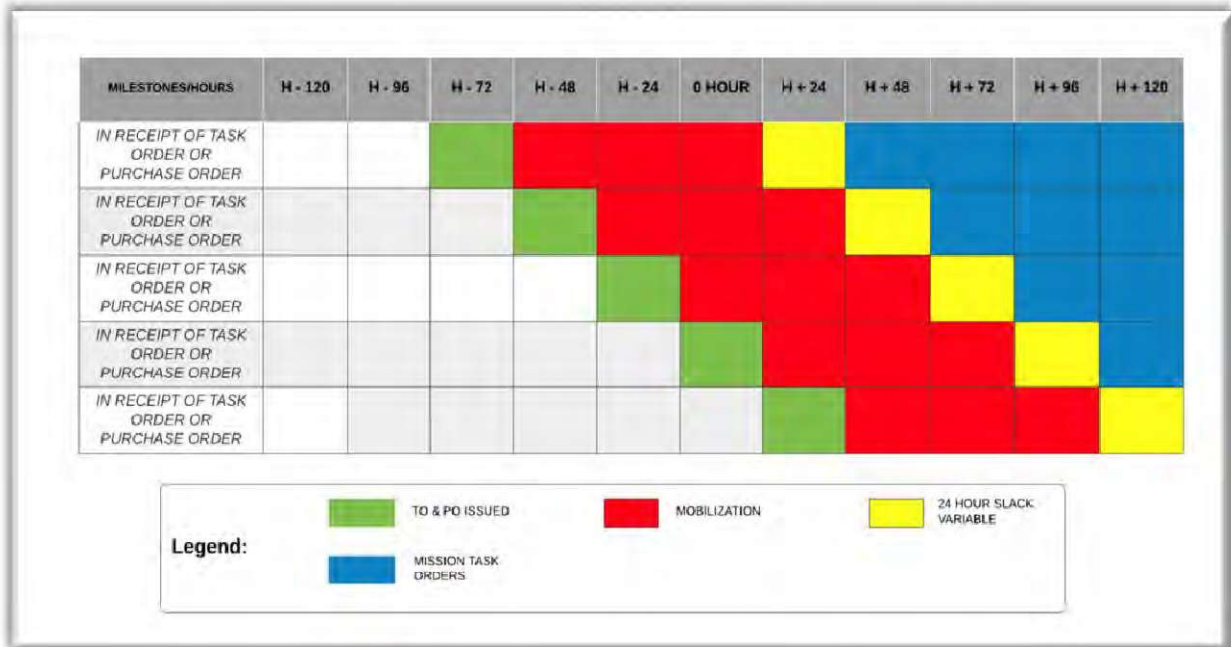 MILESTONES/HOURS H - 120 H - 96 H - 72 H - 48 H - 24 0 HOUR H + 24 H + 48 H + 72 H + 96 H + 120
IN RECEIPT OF TASK
ORDER OR
PURCHASE ORDER
IN RECEIPT OF TASK
ORDER OR
PURCHASE ORDER
IN RECEIPT OF TASK
ORDER OR
PURCHASE ORDER
IN RECEIPT OF TASK
ORDER OR
PURCHASE ORDER
IN RECEIPT OF TASK
ORDER OR
PURCHASE ORDER
Legend:
TO & PO ISSUED
MOBILIZATION
24 HOUR SLACK
VARIABLE
MISSION TASK
ORDERS